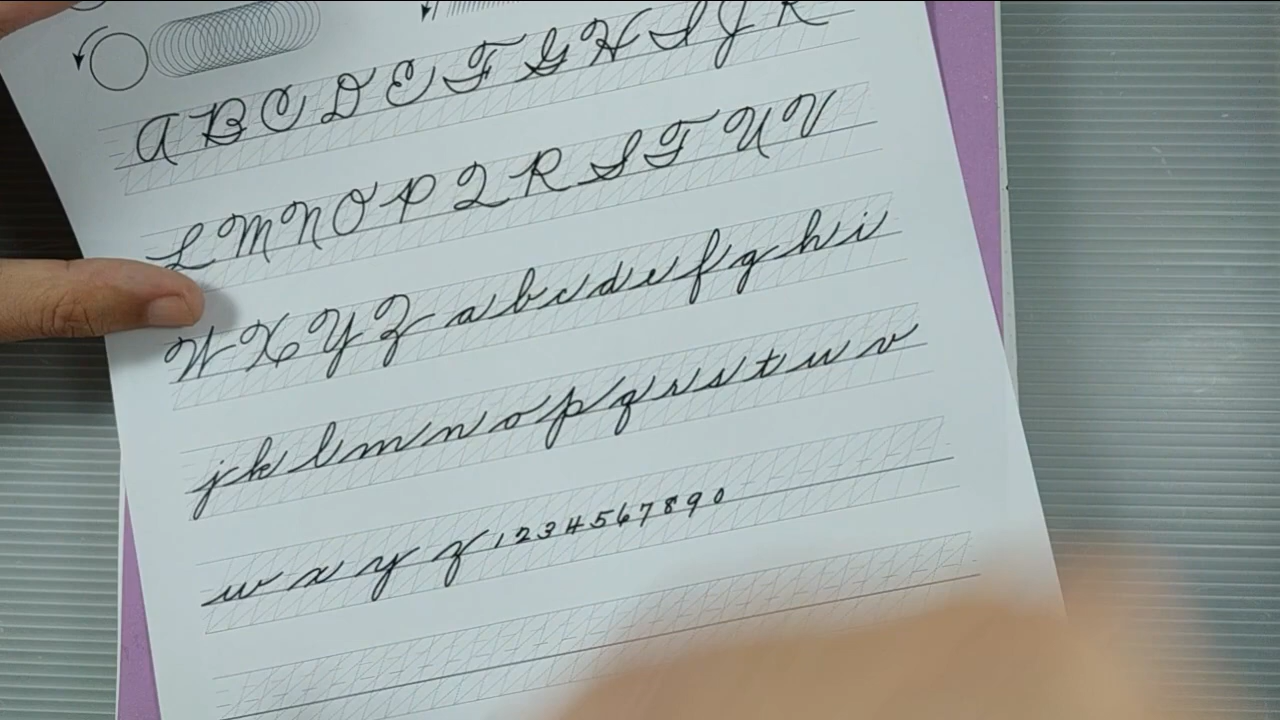 A B C D E F G H I J K
L M N O P Q R S T U V
W X Y Z a b c d e f g h i
j k l m n o p q r s t u v
w x y z 1 2 3 4 5 6 7 8 9 0